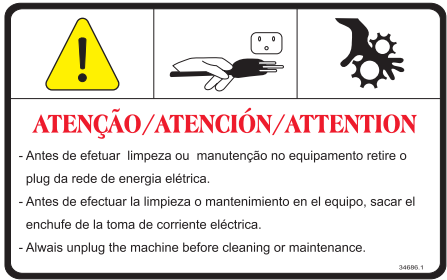 ATENÇÃO/ATENCIÓN/ATTENTION
- Antes de efetuar limpeza ou manutenção no equipamento retire o
plug da rede de energia elétrica.
- Antes de efectuar la limpieza o mantenimiento en el equipo, sacar el
enchufe de la toma de corriente eléctrica.
- Alwais unplug the machine before cleaning or maintenance.
34696.1